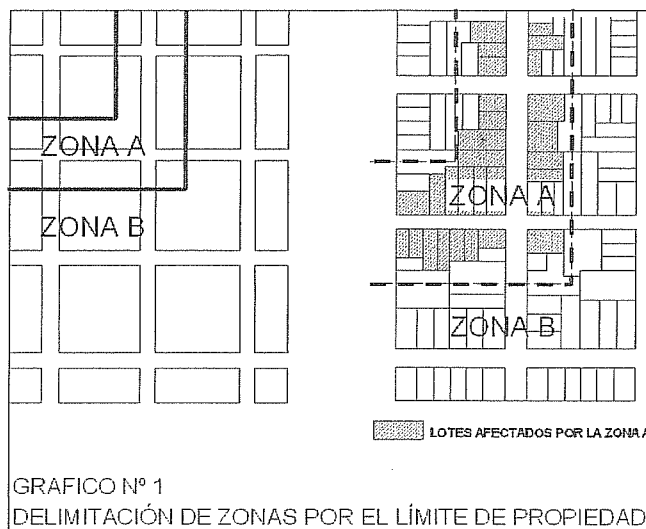 ZONA A
ZONA B
ZONA A
ZONA B
LOTES AFECTADOS POR LA ZONA A
GRAFICO Nº 1
DELIMITACIÓN DE ZONAS POR EL LÍMITE DE PROPIEDAD